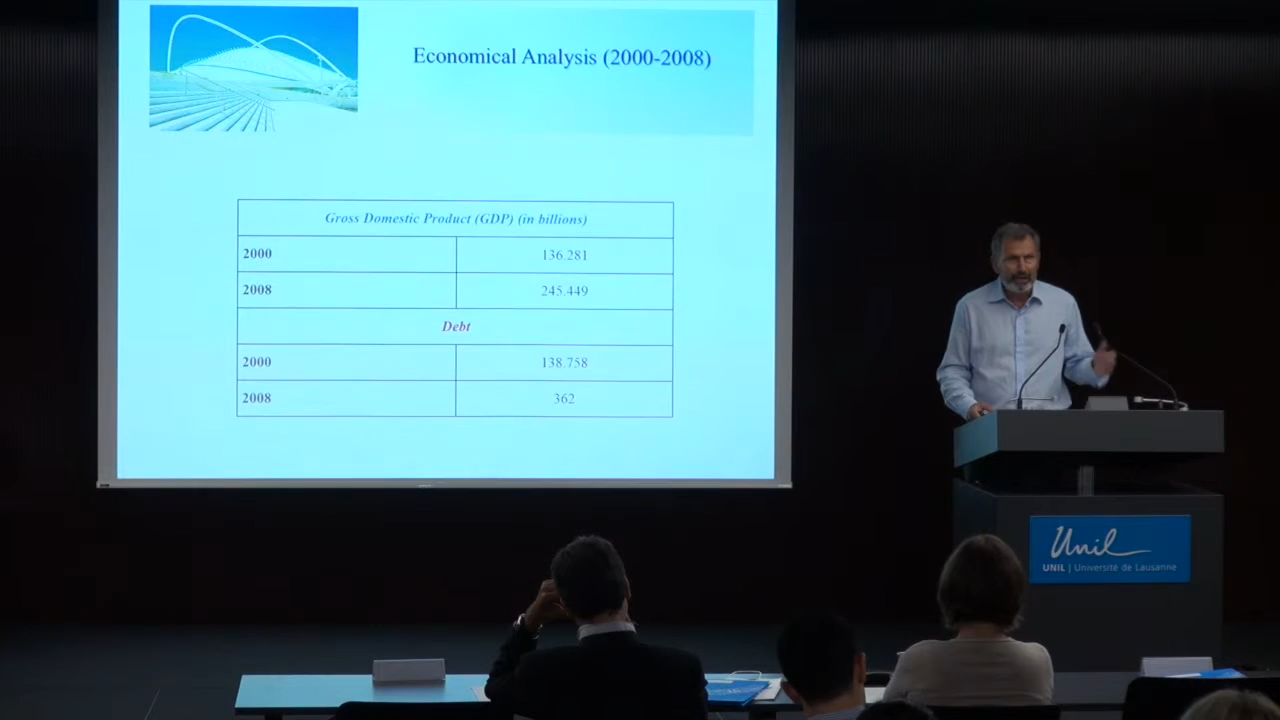 Economical Analysis (2000-2008)
Gross Domestic Product (GDP) (in billions)
2000 136.281
2008 245.449
Debt
2000 138.758
2008 362
Unil
UNIL | Université de Lausanne